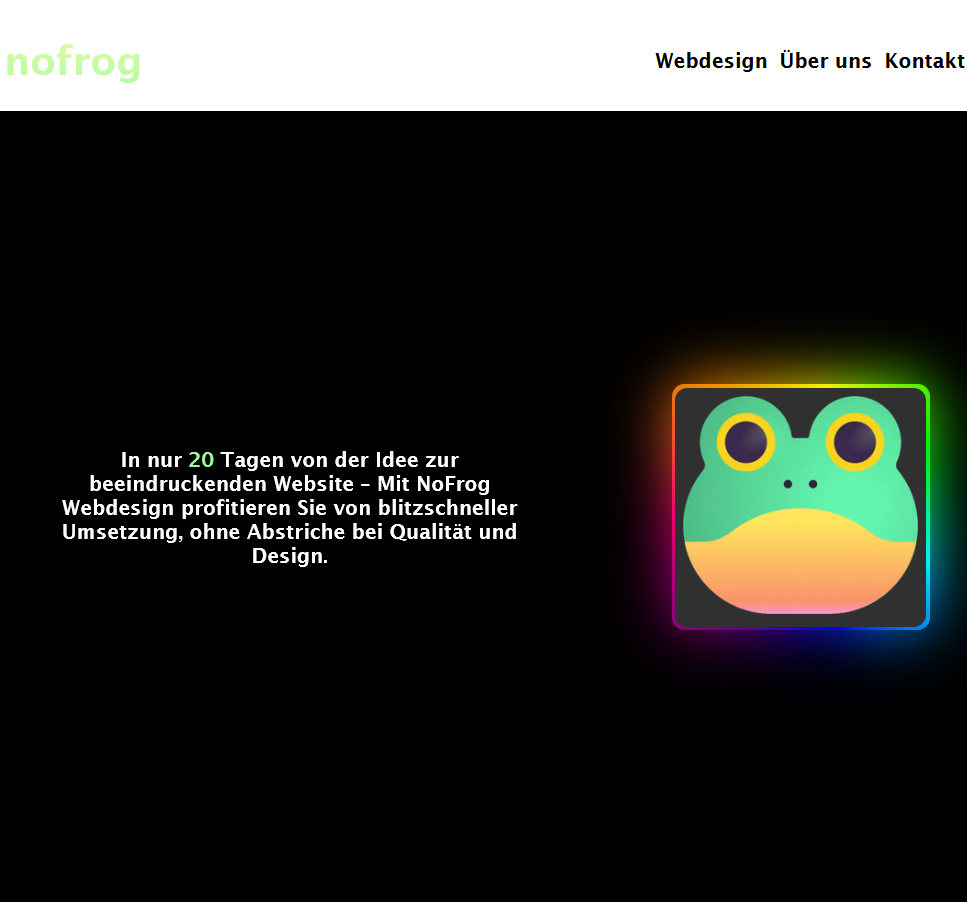 nofrog
Webdesign Über uns Kontakt
In nur 20 Tagen von der Idee zur
beeindruckenden Website – Mit NoFrog
Webdesign profitieren Sie von blitzschneller
Umsetzung, ohne Abstriche bei Qualität und
Design.